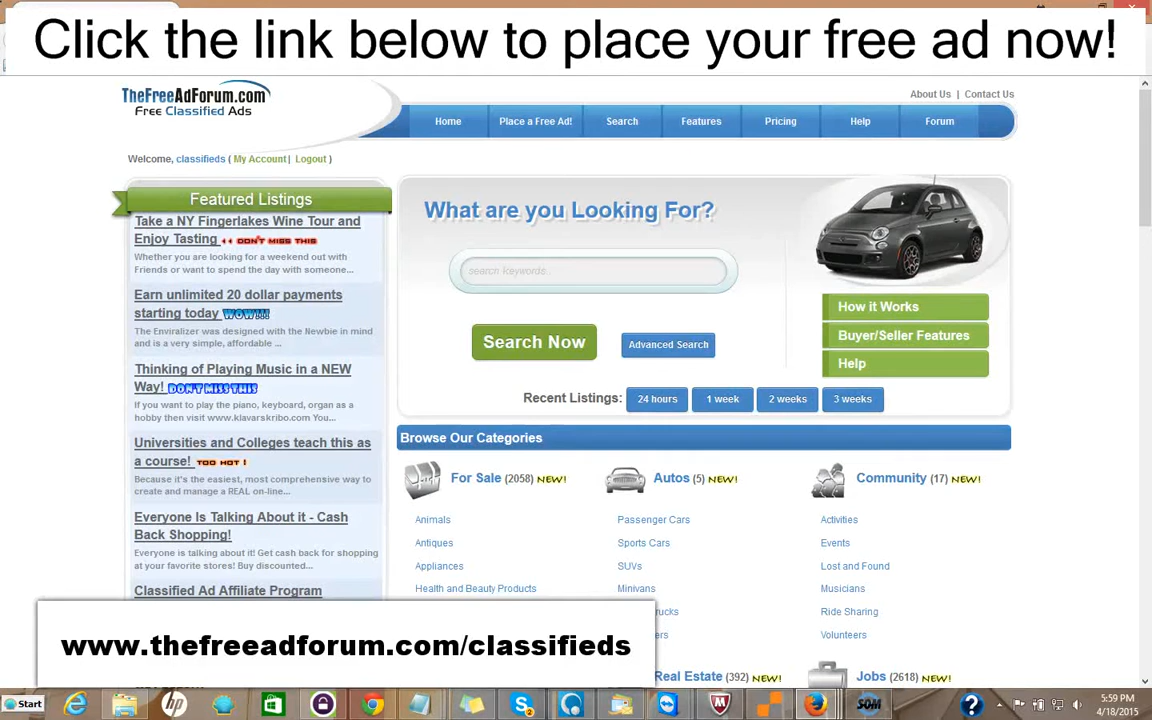 Click the link below to place your free ad now!
TheFreeAdForum.com
Free Classified Ads
About Us | Contact Us
Home
Place a Free Ad!
Search
Features
Pricing
Help
Forum
Welcome, classifieds ( My Account | Logout )
Featured Listings
Take a NY Fingerlakes Wine Tour and
Enjoy Tasting DON'T MISS THIS
Whether you are looking for a weekend out with
Friends or want to spend the day with someone...
Earn unlimited 20 dollar payments
starting today WOW!!!
The Enviralizer was designed with the Newbie in mind
and is a very simple, affordable ...
Thinking of Playing Music in a NEW
Way! DON'T MISS THIS
If you want to play the piano, keyboard, organ as a
hobby then visit www.klavarskribo.com You...
Universities and Colleges teach this as
a course! TOO HOT !
Because it's the easiest, most comprehensive way to
create and manage a REAL on-line...
Everyone Is Talking About it - Cash
Back Shopping!
Everyone is talking about it! Get cash back for shopping
at your favorite stores! Buy discounted...
Classified Ad Affiliate Program
What are you Looking For?
search keywords..
Search Now
Advanced Search
How it Works
Buyer/Seller Features
Help
Recent Listings:
24 hours
1 week
2 weeks
3 weeks
Browse Our Categories
For Sale (2058) NEW!
Animals
Antiques
Appliances
Health and Beauty Products
Autos (5) NEW!
Passenger Cars
Sports Cars
SUVs
Minivans
Community (17) NEW!
Activities
Events
Lost and Found
Musicians
Ride Sharing
Volunteers
Real Estate (392) NEW!
Jobs (2618) NEW!
www.thefreeadforum.com/classifieds
Start
5:59 PM
4/18/2015